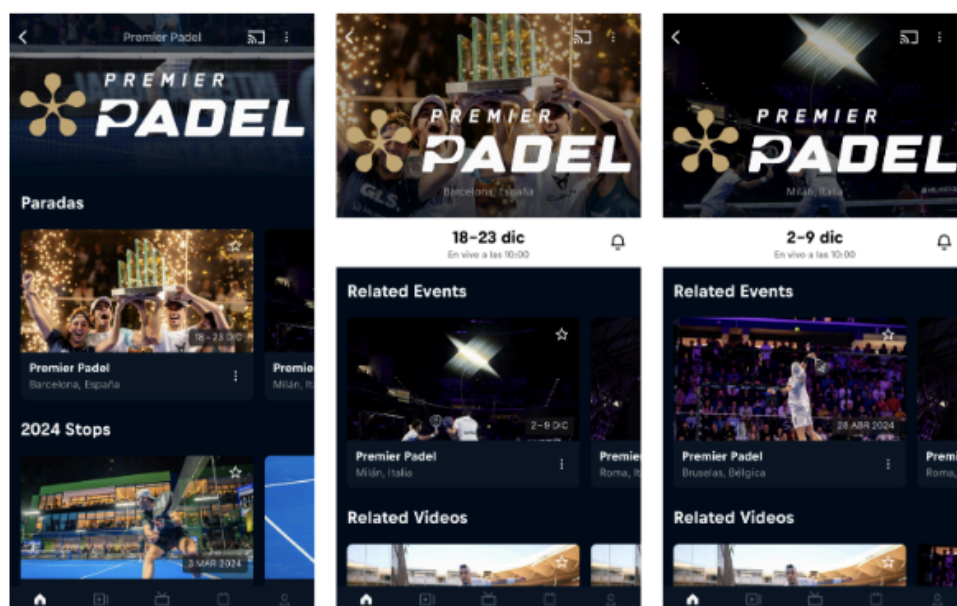 Premier Padel
PREMIER
PADEL
Paradas
18-23 DIC
Premier Padel
Barcelona, España
Premie
Milán, It
2024 Stops
3 MAR 2024
PREMIER
PADEL
Barcelona, España
18-23 dic
En vivo a las 10:00
Related Events
2-9 DIC
Premier Padel
Milán, Italia
Premie
Roma, It
Related Videos
PREMIER
PADEL
Milán, Italia
2-9 dic
En vivo a las 10:00
Related Events
28 ABR 2024
Premier Padel
Bruselas, Bélgica
Premi
Roma,
Related Videos